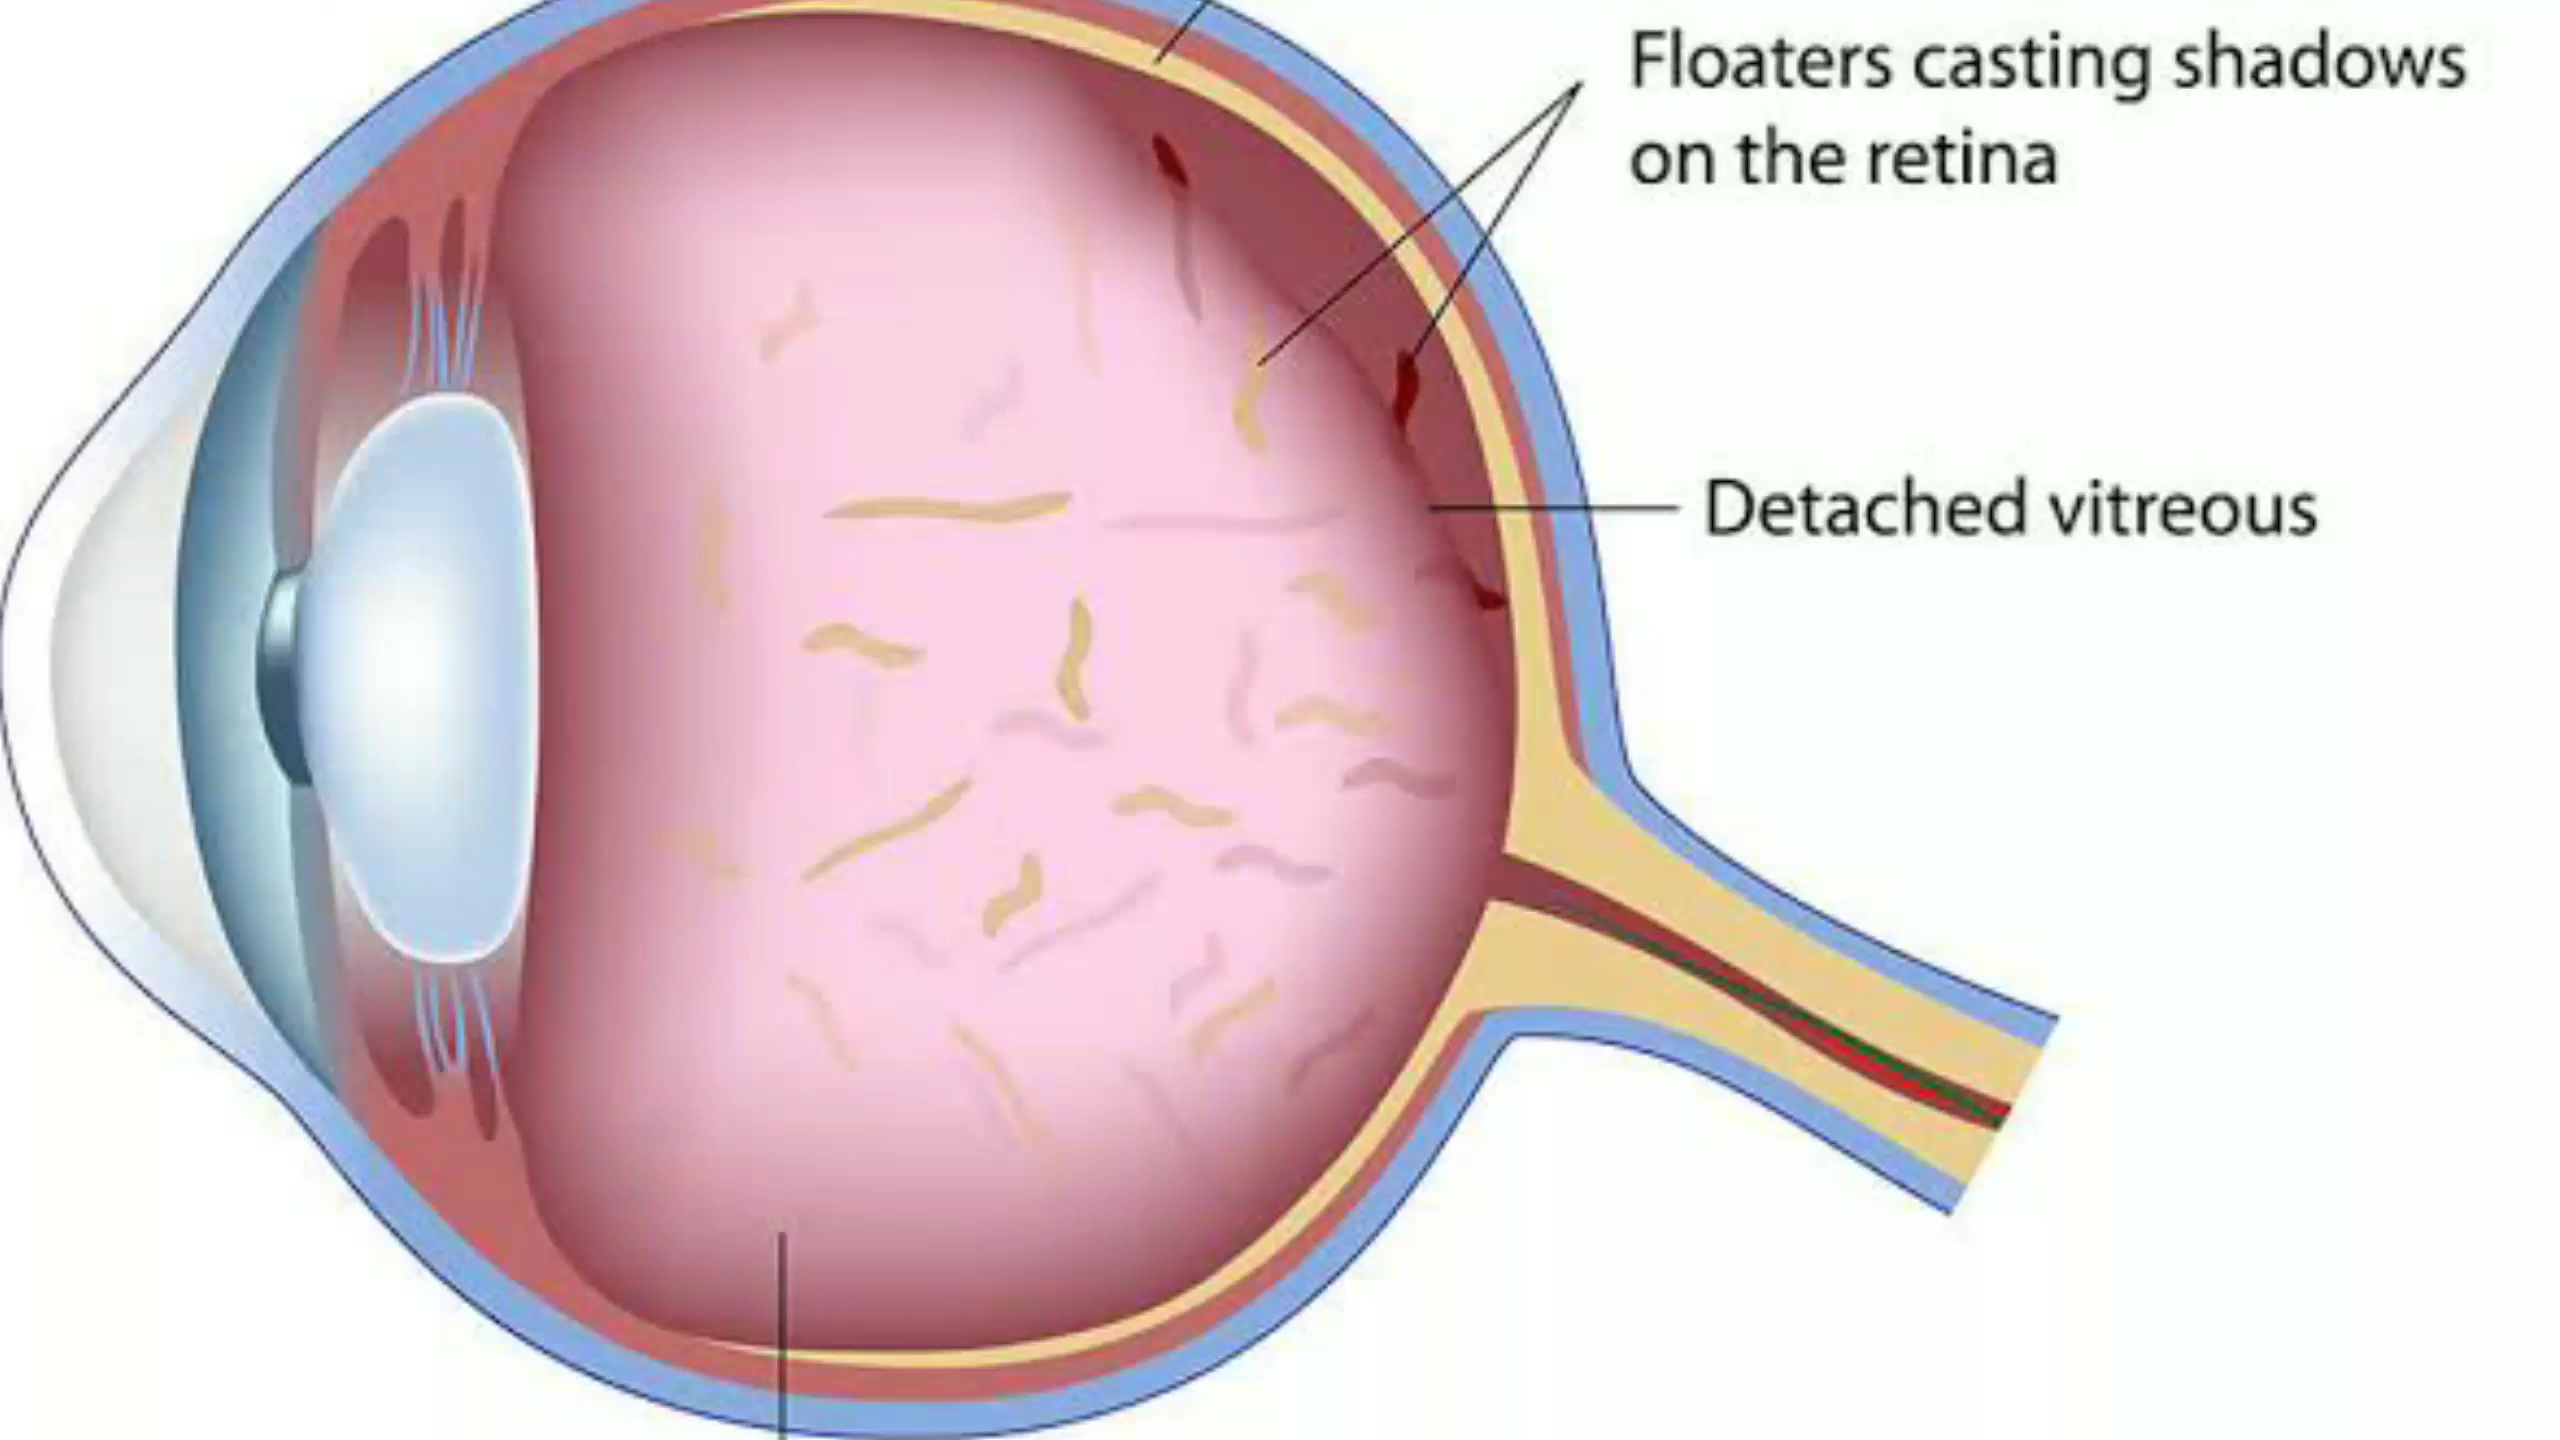 Floaters casting shadows
on the retina
Detached vitreous